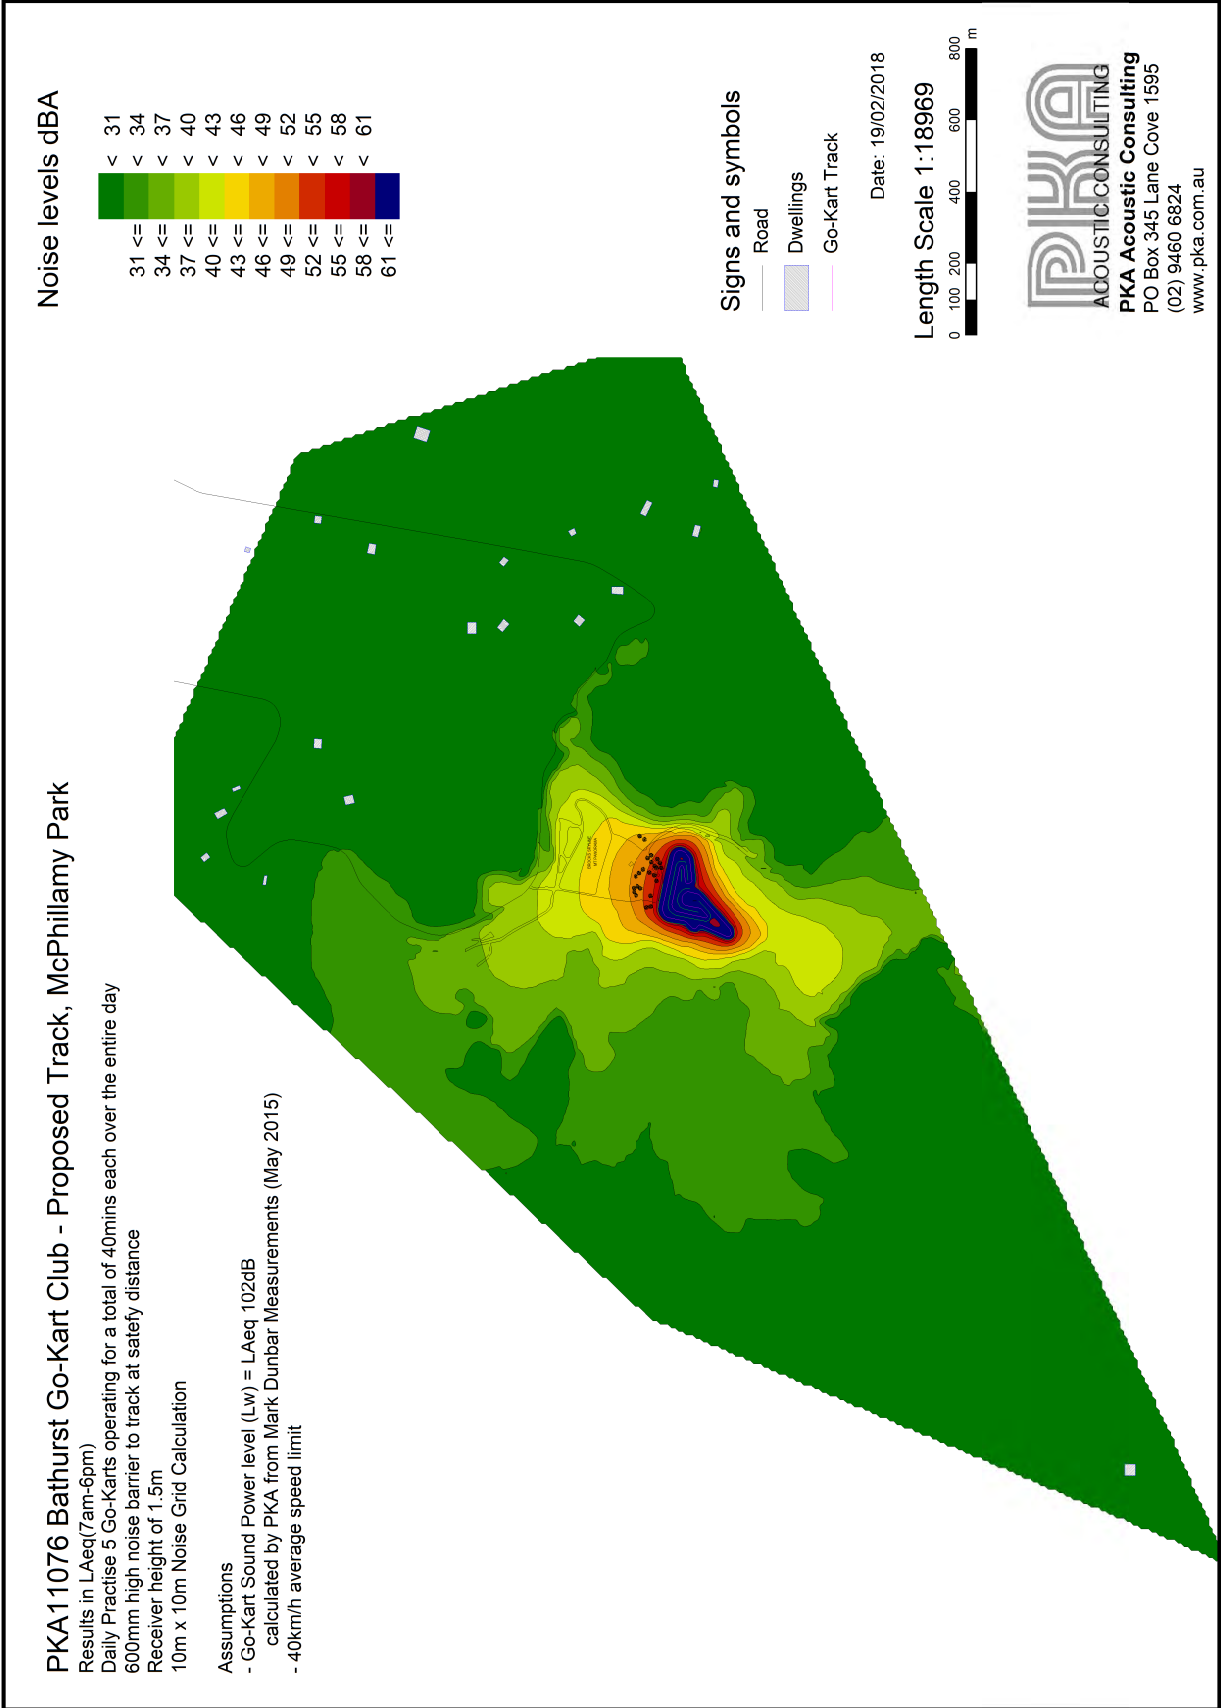 PKA11076 Bathurst Go-Kart Club - Proposed Track, McPhillamy Park
Results in LAeq(7am-6pm)
Daily Practise 5 Go-Karts operating for a total of 40mins each over the entire day
600mm high noise barrier to track at satefy distance
Receiver height of 1.5m
10m x 10m Noise Grid Calculation
Assumptions
- Go-Kart Sound Power level (Lw) = LAeq 102dB
calculated by PKA from Mark Dunbar Measurements (May 2015)
- 40km/h average speed limit
Noise levels dBA
< 31
31 <= < 34
34 <= < 37
37 <= < 40
40 <= < 43
43 <= < 46
46 <= < 49
49 <= < 52
52 <= < 55
55 <= < 58
58 <= < 61
61 <=
Signs and symbols
Road
Dwellings
Go-Kart Track
Date: 19/02/2018
Length Scale 1:18969
0 100 200 400 600 800
m
PKA
ACOUSTIC CONSULTING
PKA Acoustic Consulting
PO Box 345 Lane Cove 1595
(02) 9460 6824
www.pka.com.au